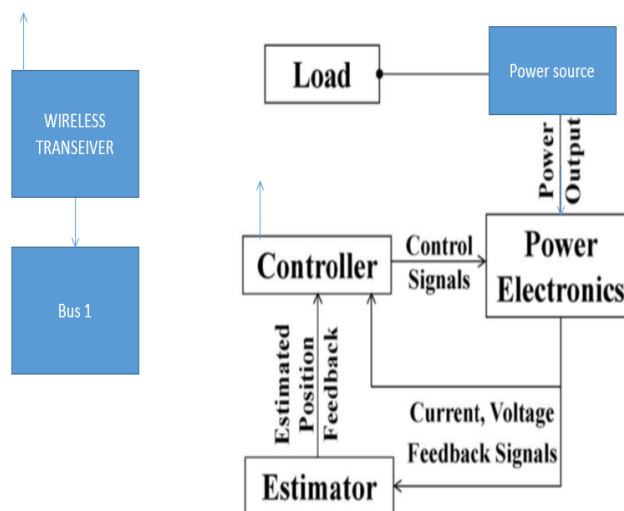 WIRELESS
TRANSEIVER
Bus 1
Load
Power source
Power
Output
Controller
Control
Signals
Power
Electronics
Estimated
Position
Feedback
Current, Voltage
Feedback Signals
Estimator